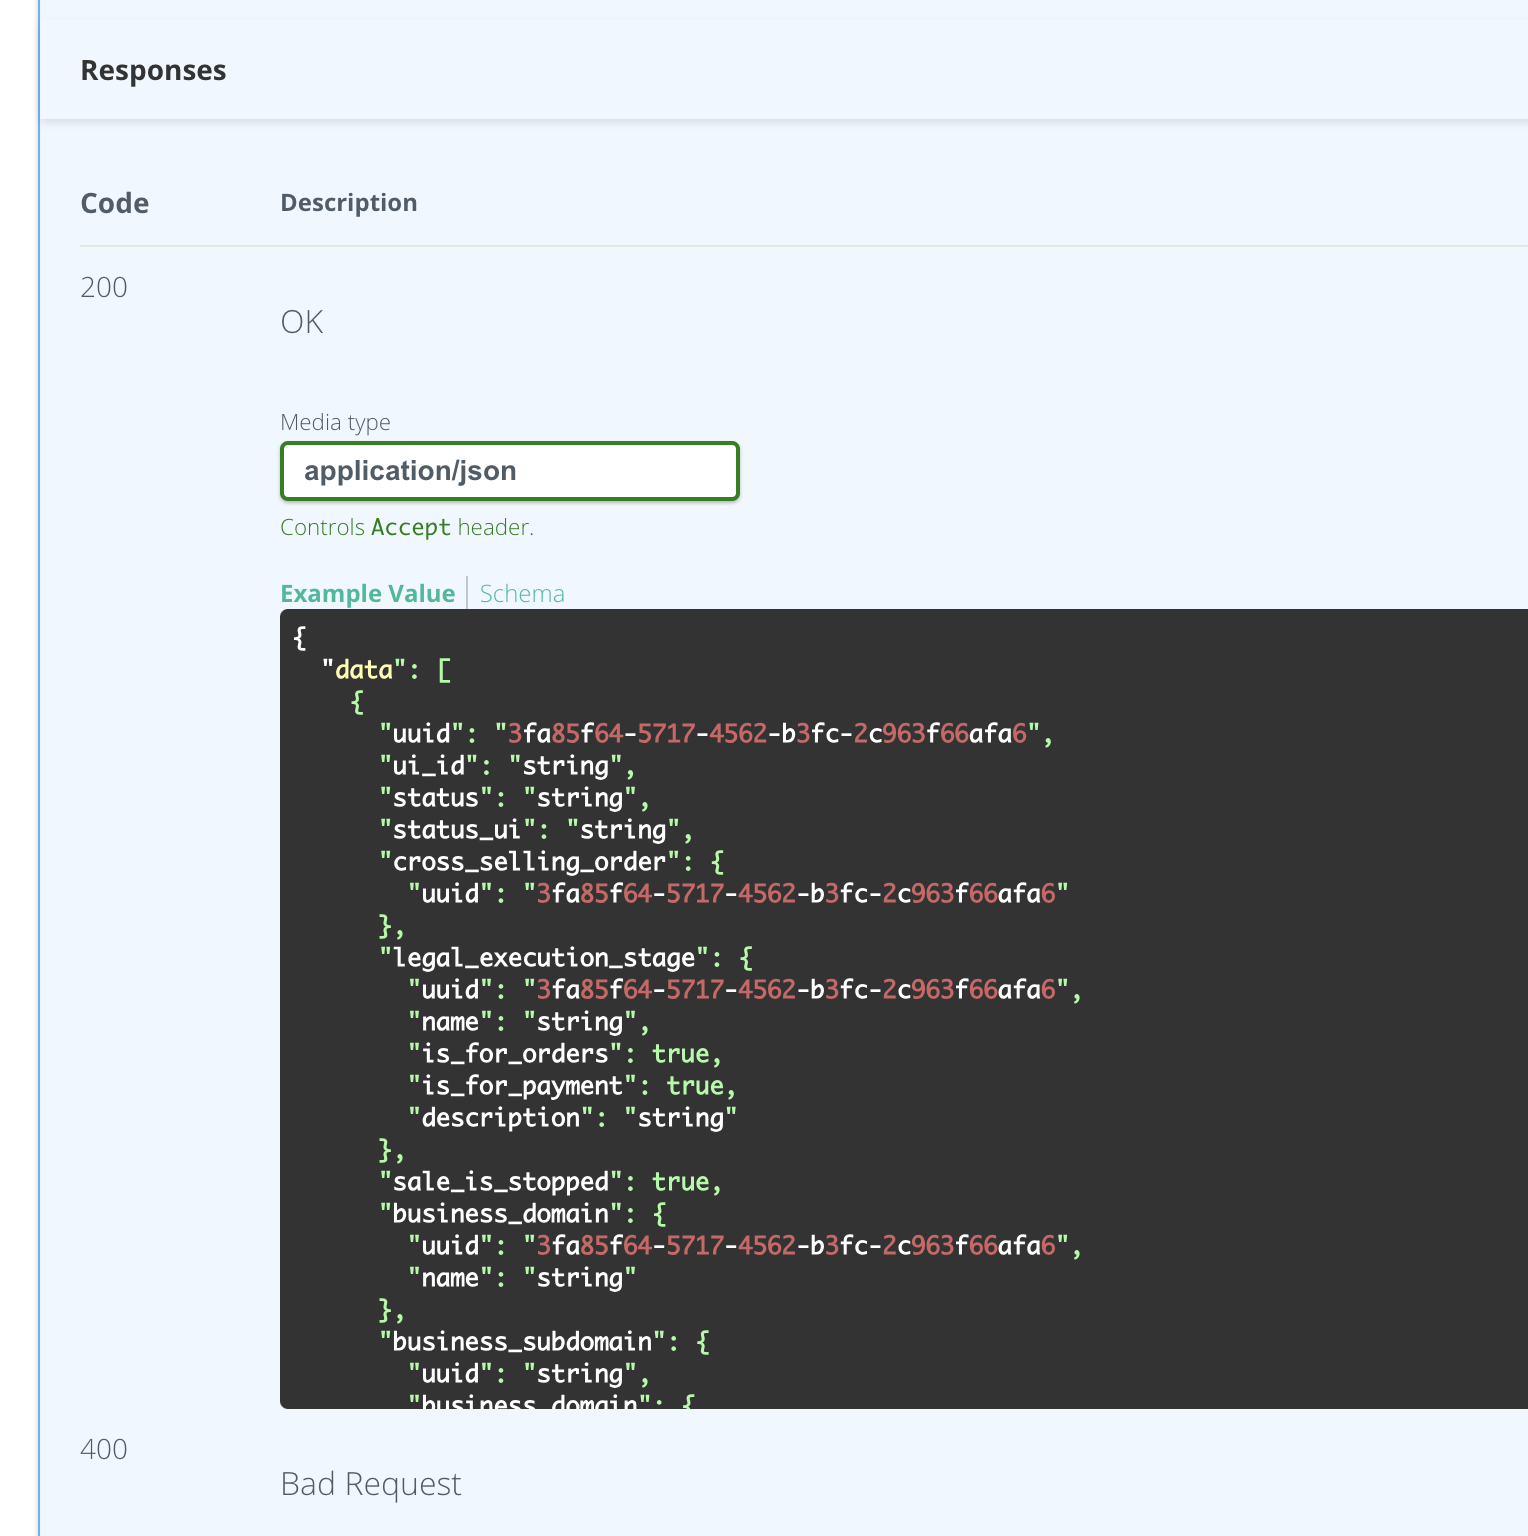 Responses
Code Description
200
OK
Media type
application/json
Controls Accept header.
Example Value | Schema
{
  "data": [
    {
      "uuid": "3fa85f64-5717-4562-b3fc-2c963f66afa6",
      "ui_id": "string",
      "status": "string",
      "status_ui": "string",
      "cross_selling_order": {
        "uuid": "3fa85f64-5717-4562-b3fc-2c963f66afa6"
      },
      "legal_execution_stage": {
        "uuid": "3fa85f64-5717-4562-b3fc-2c963f66afa6",
        "name": "string",
        "is_for_orders": true,
        "is_for_payment": true,
        "description": "string"
      },
      "sale_is_stopped": true,
      "business_domain": {
        "uuid": "3fa85f64-5717-4562-b3fc-2c963f66afa6",
        "name": "string"
      },
      "business_subdomain": {
        "uuid": "string",
        "business_domain": {
400
Bad Request